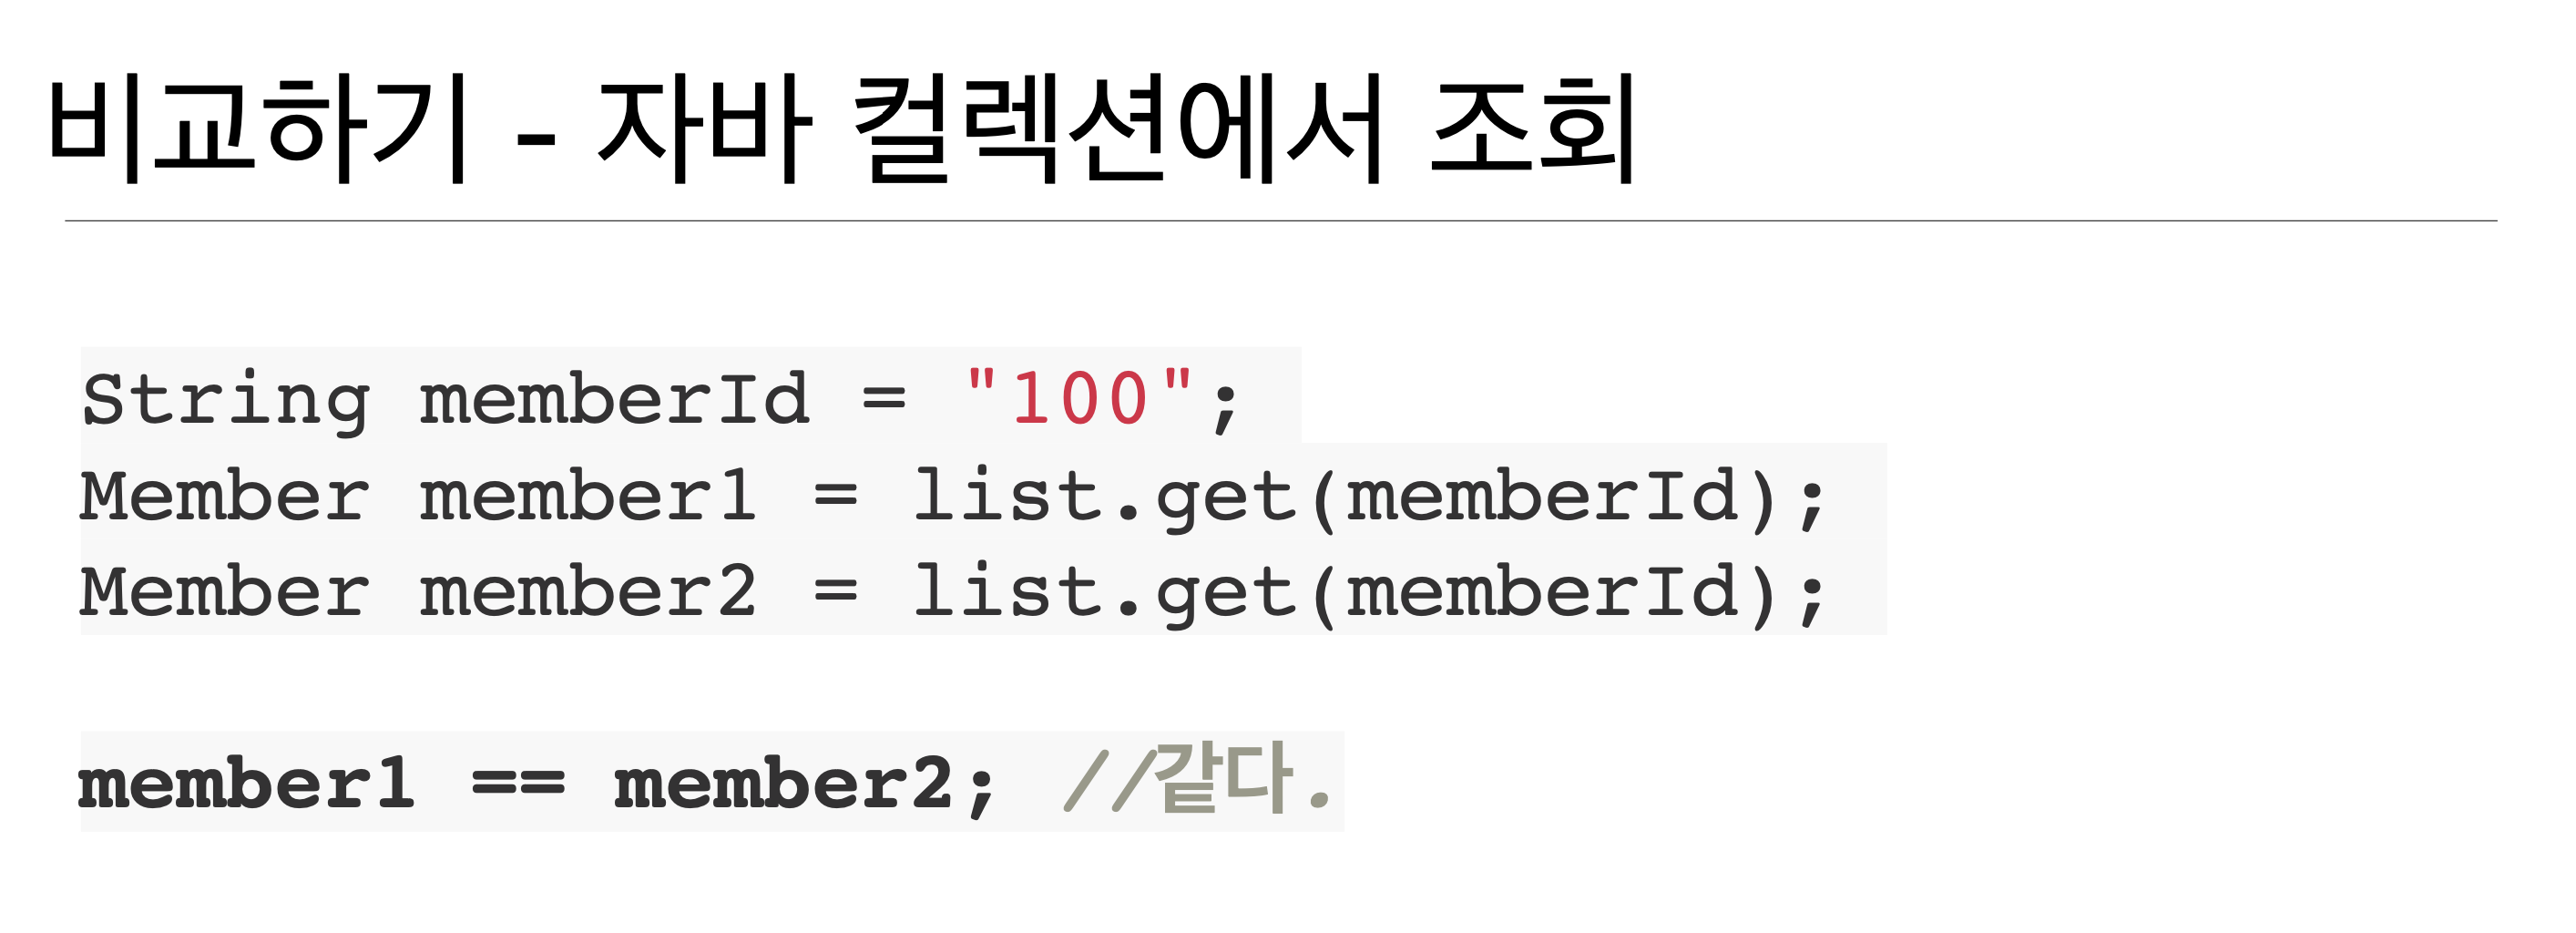 비교하기 - 자바 컬렉션에서 조회
String memberId = "100";
Member member1 = list.get(memberId);
Member member2 = list.get(memberId);
member1 == member2; //같다.